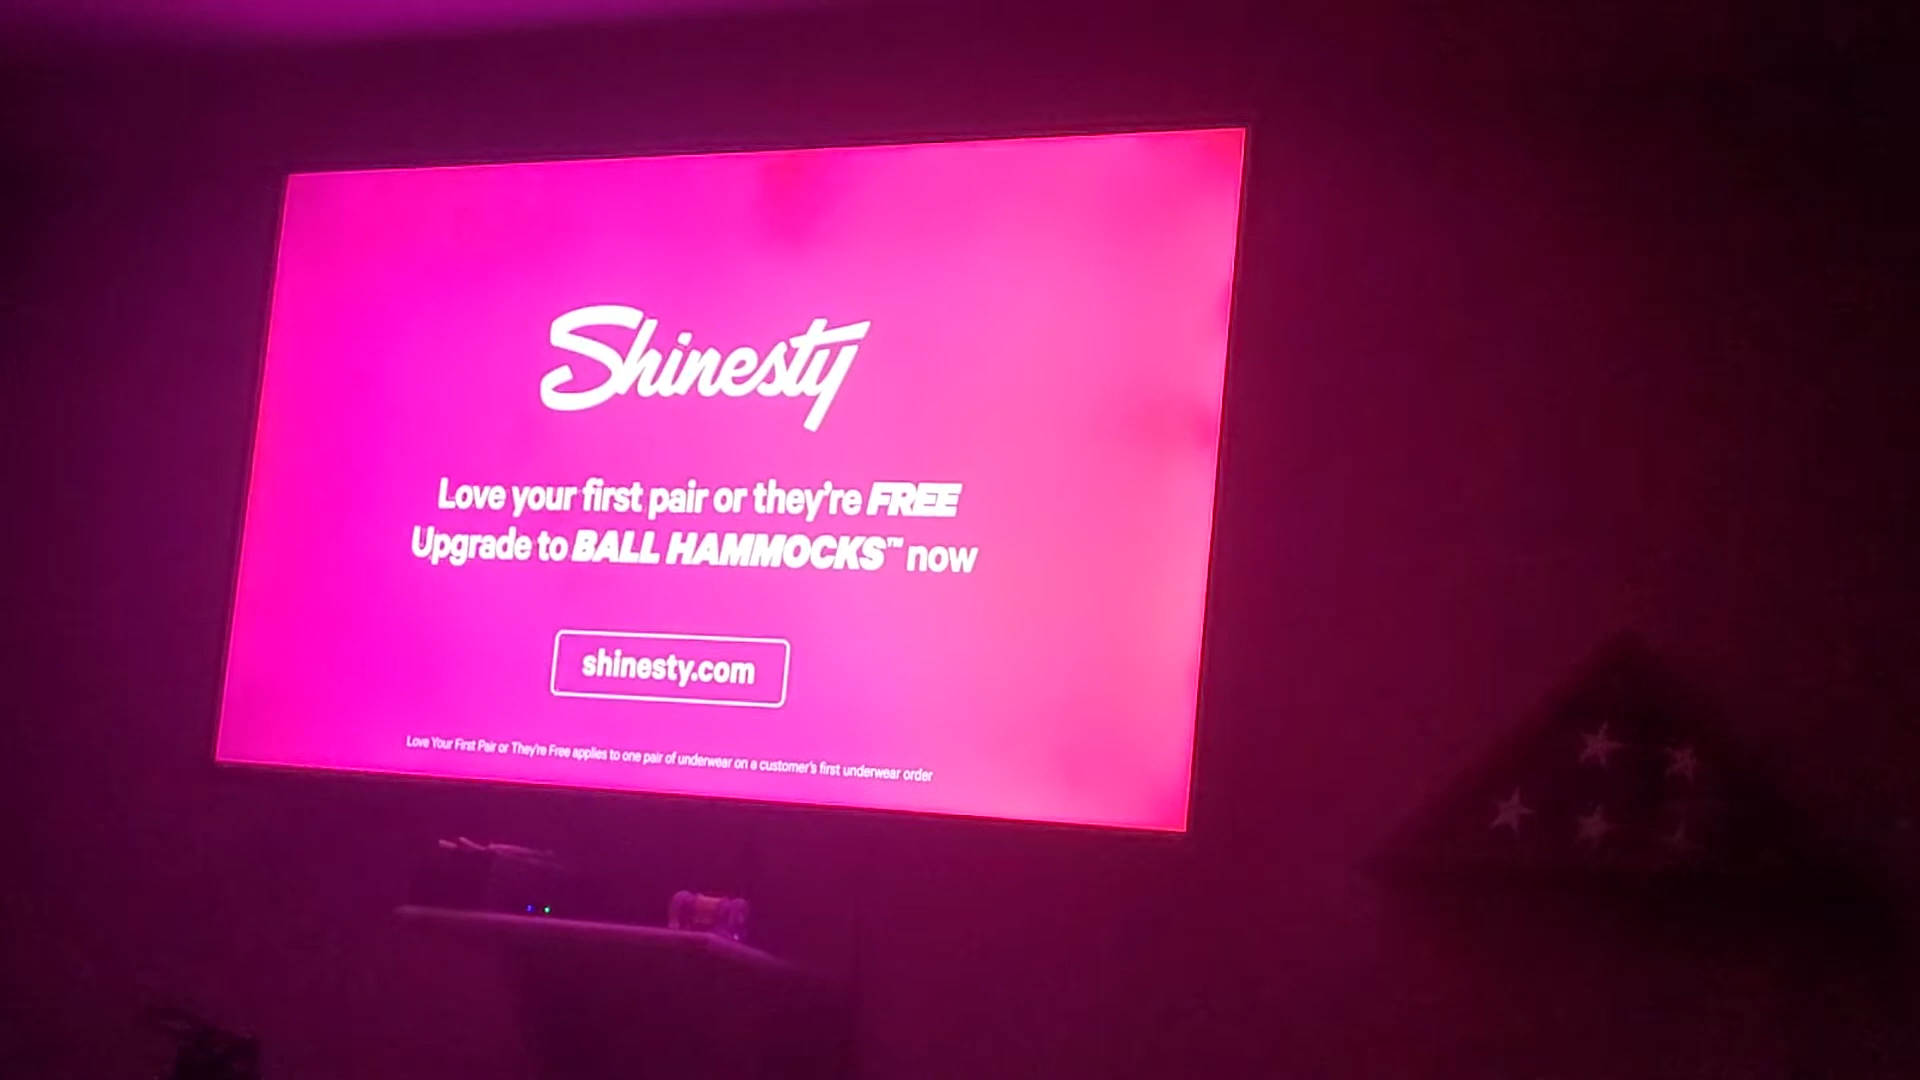 Shinesty
Love your first pair or they're FREE
Upgrade to BALL HAMMOCKS™ now
shinesty.com
Love Your First Pair or They're Free applies to one pair of underwear on a customer's first underwear order